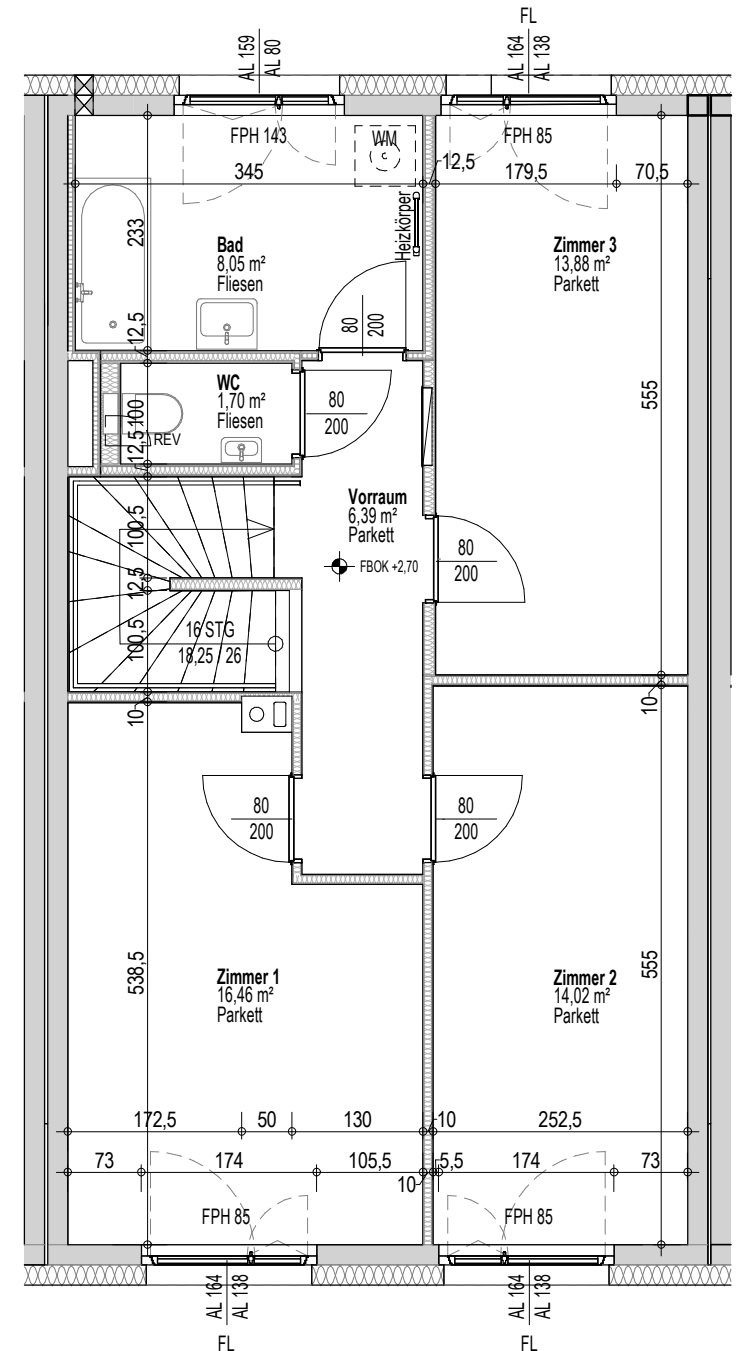 FL
AL 159
AL 80
AL 164
AL 138
FPH 143
WM
FPH 85
12,5
345
179,5
70,5
Heizkörper
233
Bad
8,05 m²
Fliesen
Zimmer 3
13,88 m²
Parkett
80
200
12,5
WC
1,70 m²
Fliesen
100
REV
12,5
80
200
555
Vorraum
6,39 m²
Parkett
FBOK +2,70
100,5
12,5
80
200
16 STG
18,25 / 26
100,5
10
10
80
200
80
200
538,5
Zimmer 1
16,46 m²
Parkett
Zimmer 2
14,02 m²
Parkett
555
172,5
50
130
10
252,5
73
174
105,5
10
5,5
174
73
FPH 85
FPH 85
AL 164
AL 138
AL 164
AL 138
FL
FL